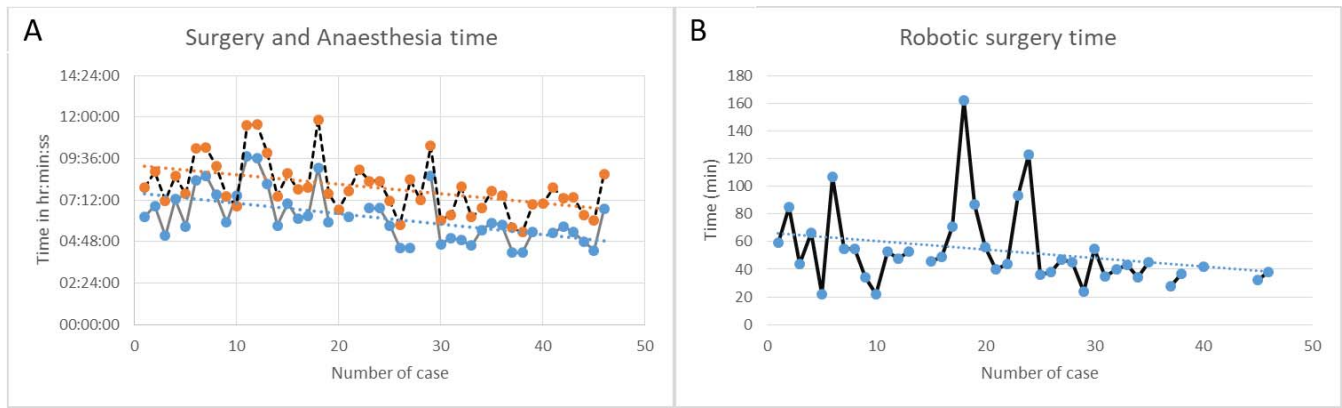 A
Surgery and Anaesthesia time
Time in hr:min:ss
14:24:00
12:00:00
09:36:00
07:12:00
04:48:00
02:24:00
00:00:00
0 10 20 30 40 50
Number of case
B
Robotic surgery time
Time (min)
180
160
140
120
100
80
60
40
20
0
0 10 20 30 40 50
Number of case